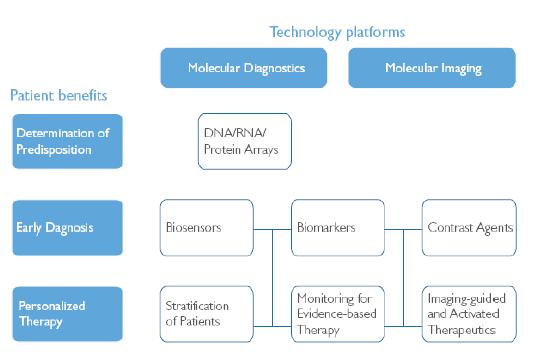 Technology platforms
Molecular Diagnostics
Molecular Imaging
Patient benefits
Determination of
Predisposition
DNA/RNA/
Protein Arrays
Early Dagnosis
Biosensors
Biomarkers
Contrast Agents
Personalized
Therapy
Stratification
of Patients
Monitoring for
Evidence-based
Therapy
Imaging-guided
and Activated
Therapeutics